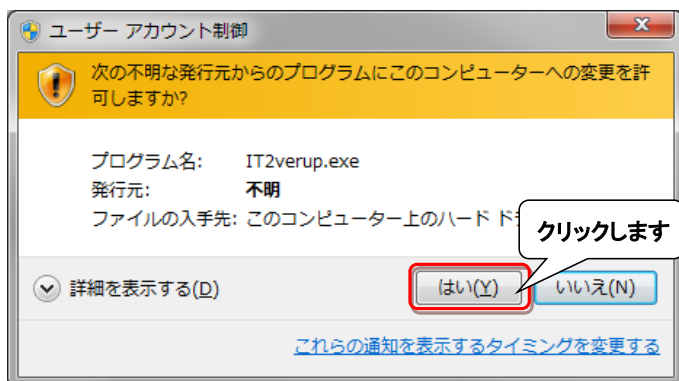 ユーザー アカウント制御
次の不明な発行元からのプログラムにこのコンピューターへの変更を許
可しますか?
プログラム名: IT2verup.exe
発行元: 不明
ファイルの入手先: このコンピューター上のハード ド
クリックします
詳細を表示する(D)
はい(Y)
いいえ(N)
これらの通知を表示するタイミングを変更する